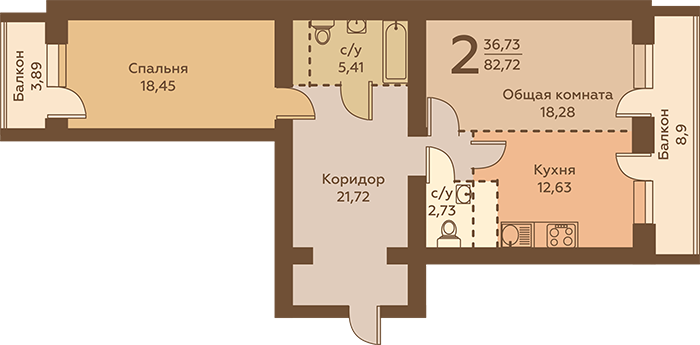 Балкон
3,89
Спальня
18,45
с/у
5,41
2
36,73
82,72
Общая комната
18,28
Балкон
8,9
Коридор
21,72
с/у
2,73
Кухня
12,63